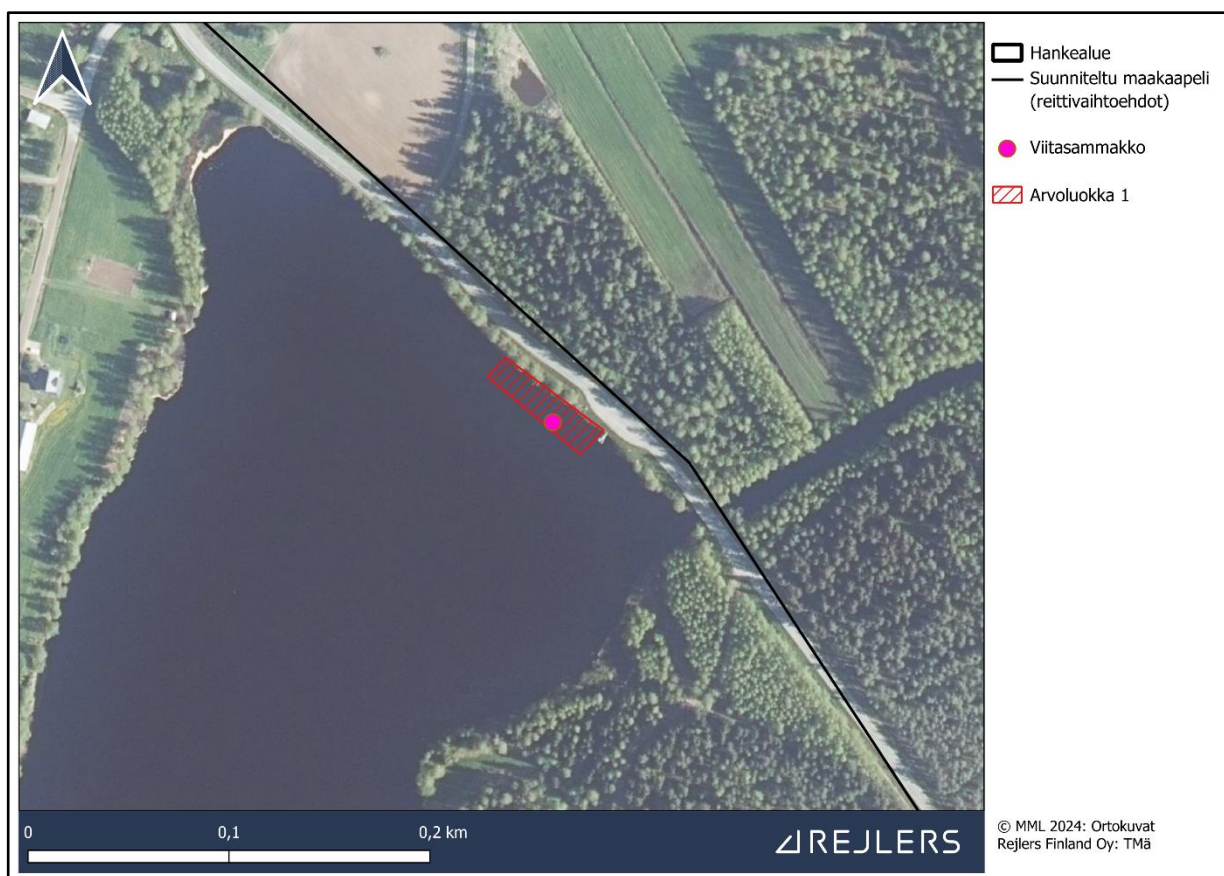 Hankealue
Suunniteltu maakaapeli
(reittivaihtoehdot)
Viitasammakko
Arvoluokka 1
0
0,1
0,2 km
REJLERS
© MML 2024: Ortokuvat
Rejlers Finland Oy: TMä